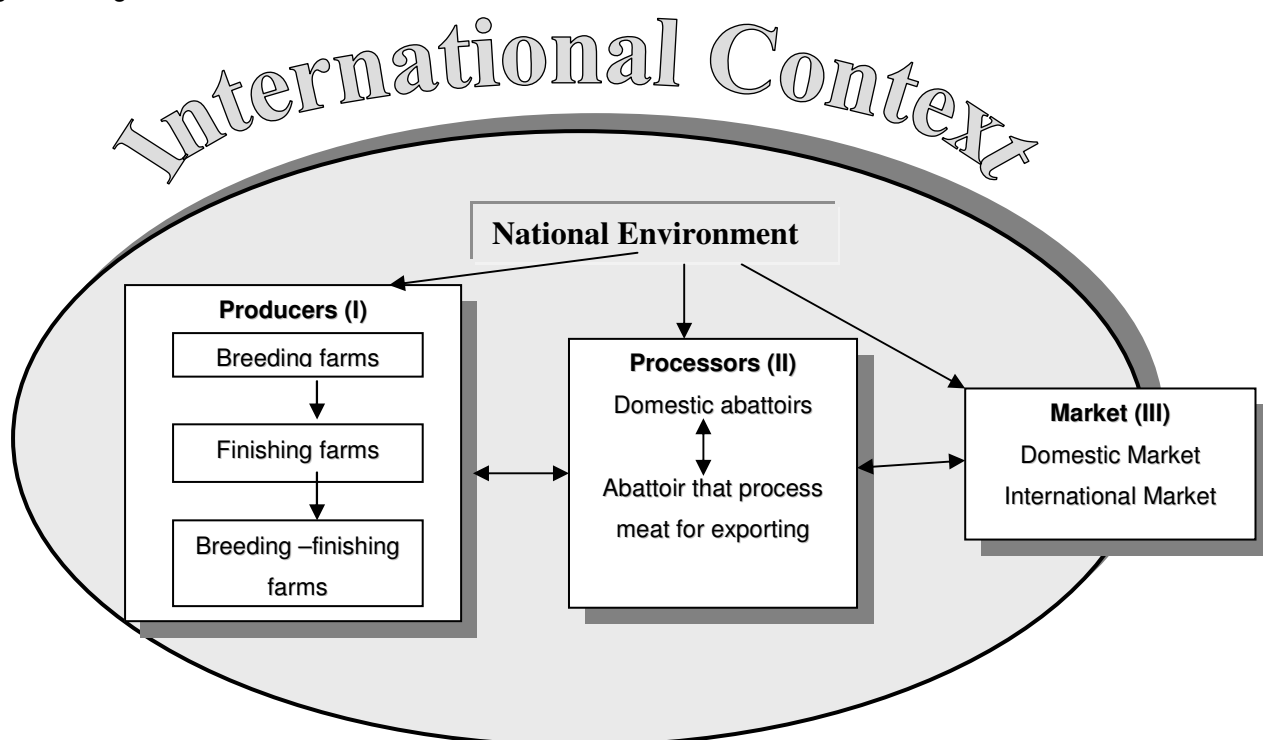 International Context
National Environment
Producers (I)
Breeding farms
Finishing farms
Breeding –finishing
farms
Processors (II)
Domestic abattoirs
Abattoir that process
meat for exporting
Market (III)
Domestic Market
International Market